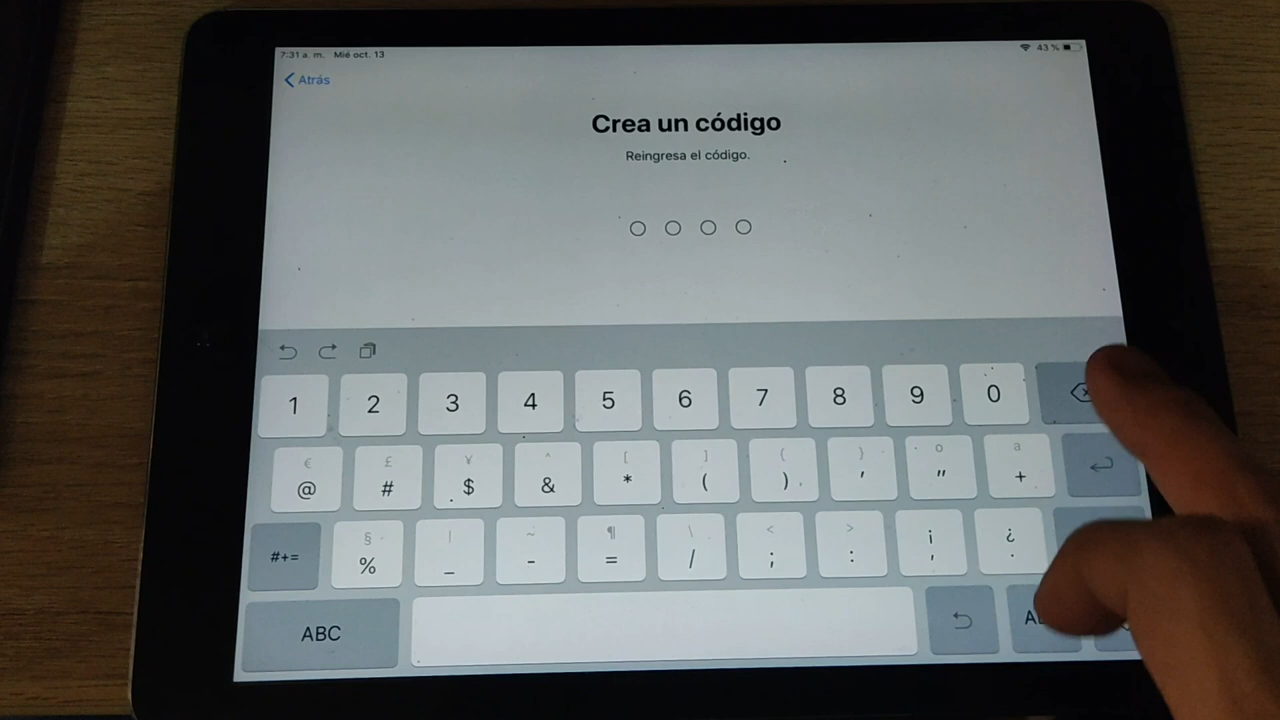 7:31 a. m. Mié oct. 13
43 %
Atrás
Crea un código
Reingresa el código.
1 2 3 4 5 6 7 8 9 0
€ £ ¥ ^ [ ] { } ° a
@ # $ & * ( ) ' " +
§ | ~ ¶ \ < > ¡ ¿
#+= % _ - = / ; : , .
ABC